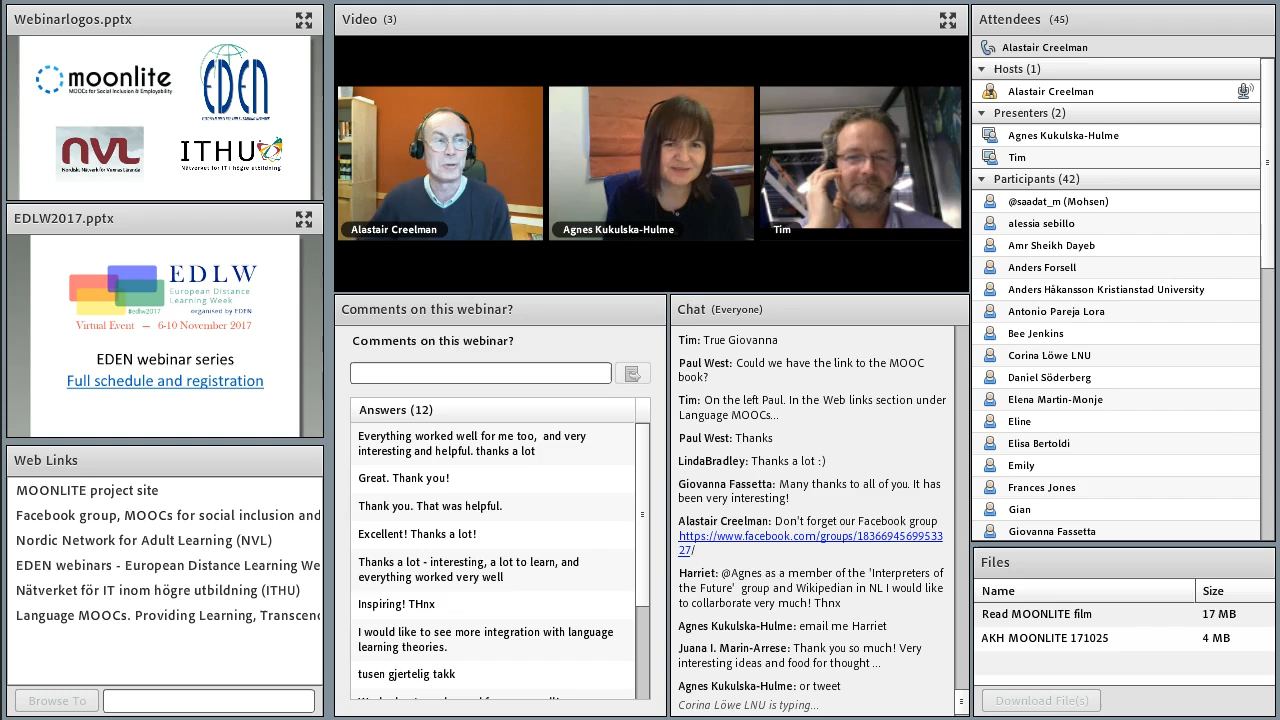 Webinarlogos.pptx
moonlite
MOOCs for Social Inclusion & Employability
EDEN
nvl
Nordiskt Nätverk för Vuxnas Lärande
ITHU
Nätverket för IT i högre utbildning
EDLW2017.pptx
EDLW
European Distance
Learning Week
#edlw2017
organised by EDEN
Virtual Event — 6-10 November 2017
EDEN webinar series
Full schedule and registration
Web Links
MOONLITE project site
Facebook group, MOOCs for social inclusion and
Nordic Network for Adult Learning (NVL)
EDEN webinars - European Distance Learning We
Nätverket för IT inom högre utbildning (ITHU)
Language MOOCs. Providing Learning, Transcend
Browse To
Video (3)
Alastair Creelman
Agnes Kukulska-Hulme
Tim
Comments on this webinar?
Comments on this webinar?
Answers (12)
Everything worked well for me too, and very
interesting and helpful. thanks a lot
Great. Thank you!
Thank you. That was helpful.
Excellent! Thanks a lot!
Thanks a lot - interesting, a lot to learn, and
everything worked very well
Inspiring! THnx
I would like to see more integration with language
learning theories.
tusen gjertelig takk
Chat (Everyone)
Tim: True Giovanna
Paul West: Could we have the link to the MOOC
book?
Tim: On the left Paul. In the Web links section under
Language MOOCs...
Paul West: Thanks
LindaBradley: Thanks a lot :)
Giovanna Fassetta: Many thanks to all of you. It has
been very interesting!
Alastair Creelman: Don't forget our Facebook group
https://www.facebook.com/groups/18366945699533
27/
Harriet: @Agnes as a member of the 'Interpreters of
the Future' group and Wikipedian in NL I would like
to collarborate very much! Thnx
Agnes Kukulska-Hulme: email me Harriet
Juana I. Marin-Arrese: Thank you so much! Very
interesting ideas and food for thought ...
Agnes Kukulska-Hulme: or tweet
Corina Löwe LNU is typing...
Attendees (45)
Alastair Creelman
Hosts (1)
Alastair Creelman
Presenters (2)
Agnes Kukulska-Hulme
Tim
Participants (42)
@saadat_m (Mohsen)
alessia sebillo
Amr Sheikh Dayeb
Anders Forsell
Anders Håkansson Kristianstad University
Antonio Pareja Lora
Bee Jenkins
Corina Löwe LNU
Daniel Söderberg
Elena Martin-Monje
Eline
Elisa Bertoldi
Emily
Frances Jones
Gian
Giovanna Fassetta
Files
Name Size
Read MOONLITE film 17 MB
AKH MOONLITE 171025 4 MB
Download File(s)